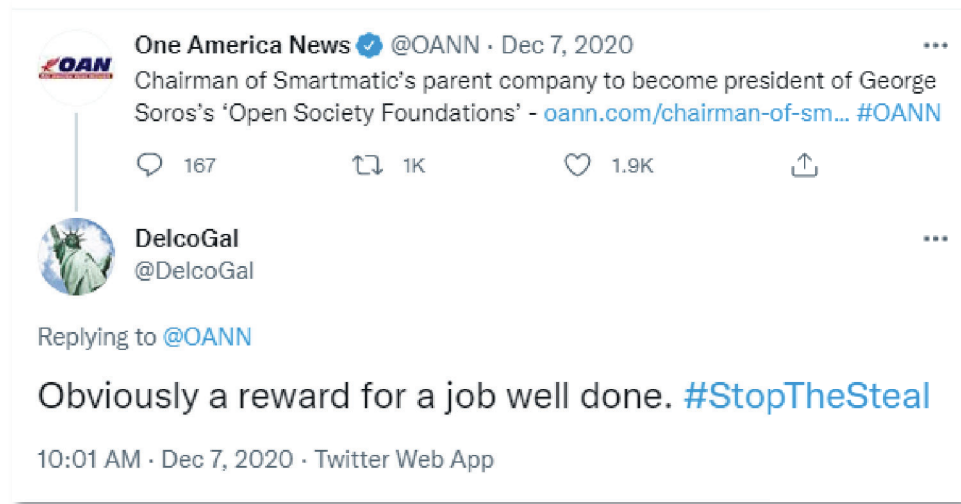 One America News @OANN · Dec 7, 2020
Chairman of Smartmatic's parent company to become president of George
Soros's 'Open Society Foundations' - oann.com/chairman-of-sm... #OANN
167 1K 1.9K
OAN
DelcoGal
@DelcoGal
Replying to @OANN
Obviously a reward for a job well done. #StopTheSteal
10:01 AM · Dec 7, 2020 · Twitter Web App